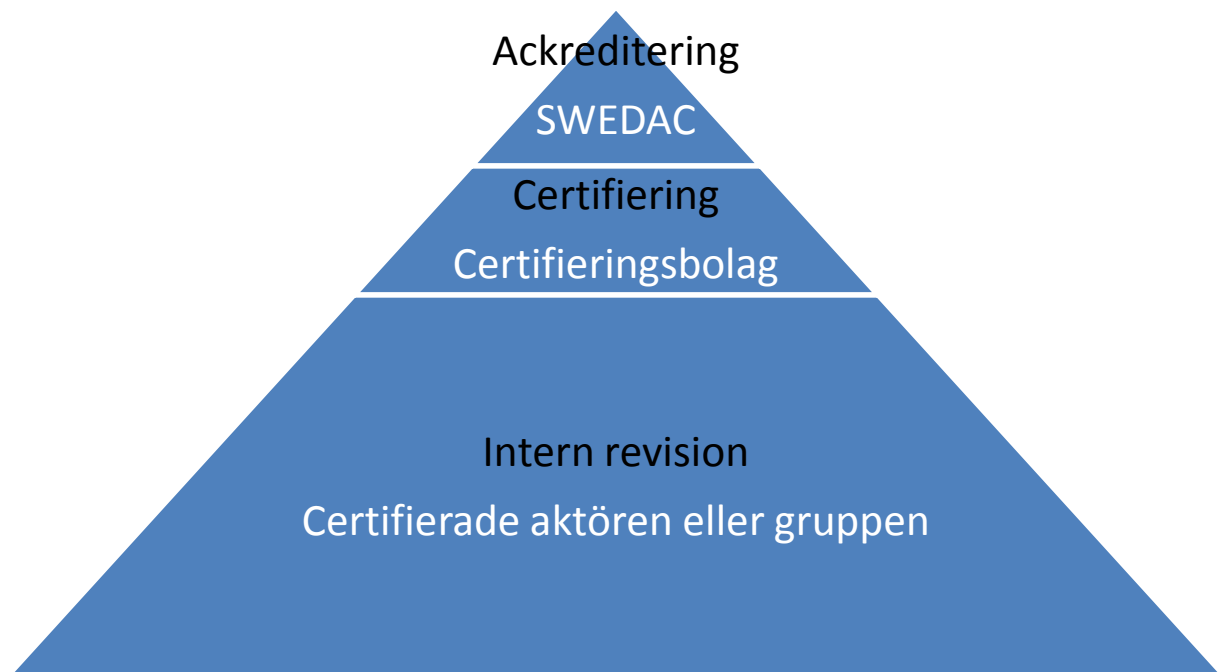 Ackreditering
SWEDAC
Certifiering
Certifieringsbolag
Intern revision
Certifierade aktören eller gruppen